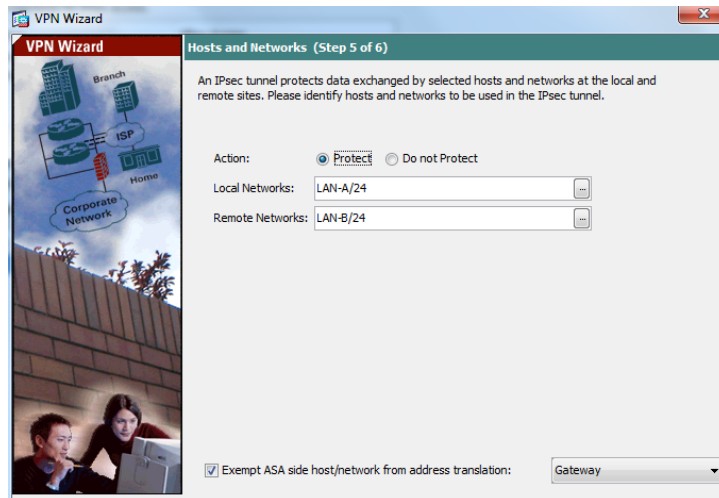 VPN Wizard
VPN Wizard
Hosts and Networks (Step 5 of 6)
Branch
ISP
Home
Corporate
Network
An IPsec tunnel protects data exchanged by selected hosts and networks at the local and
remote sites. Please identify hosts and networks to be used in the IPsec tunnel.
Action: Protect Do not Protect
Local Networks: LAN-A/24 ...
Remote Networks: LAN-B/24 ...
Exempt ASA side host/network from address translation: Gateway